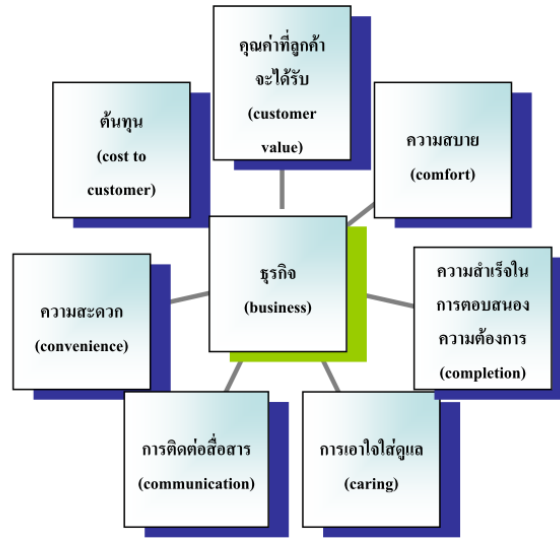 คุณค่าที่ลูกค้า
จะได้รับ
(customer
value)
ต้นทุน
(cost to
customer)
ความสบาย
(comfort)
ธุรกิจ
(business)
ความสะดวก
(convenience)
ความสำเร็จใน
การตอบสนอง
ความต้องการ
(completion)
การติดต่อสื่อสาร
(communication)
การเอาใจใส่ดูแล
(caring)